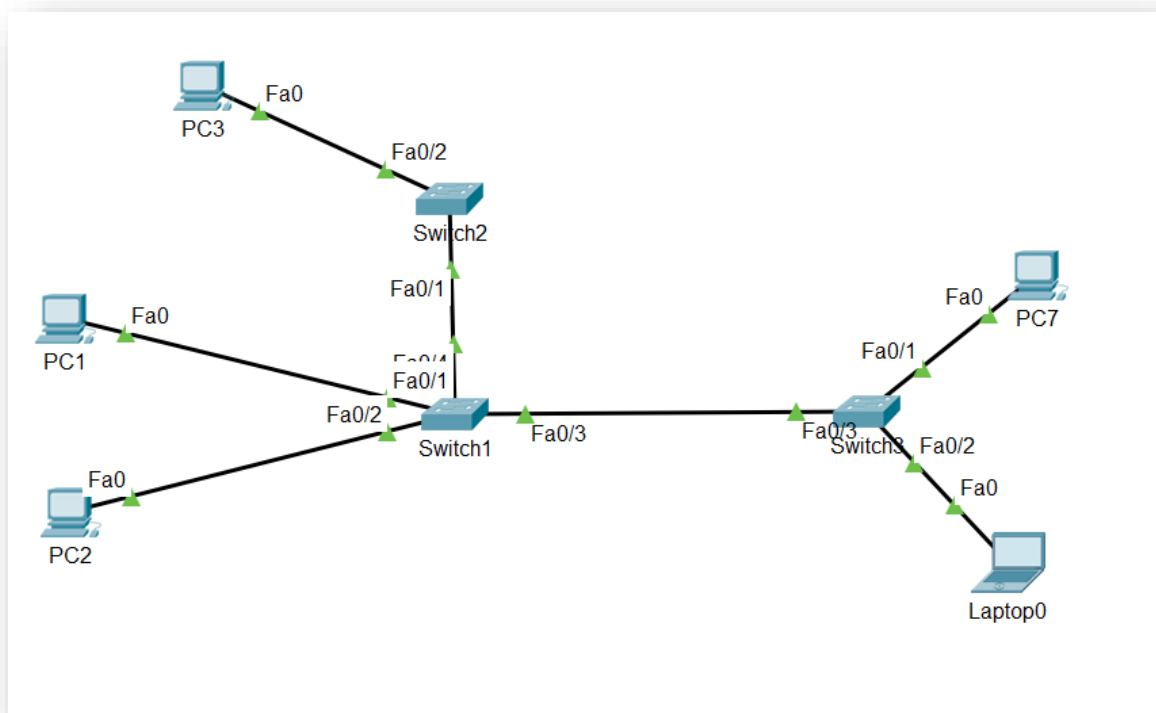 Fa0
PC3
Fa0/2
Switch2
Fa0/1
Fa0
PC1
Fa0/1
Fa0/2
Switch1
Fa0/3
Fa0
PC2
Fa0
PC7
Fa0/1
Fa0/3
Switch3
Fa0/2
Fa0
Laptop0